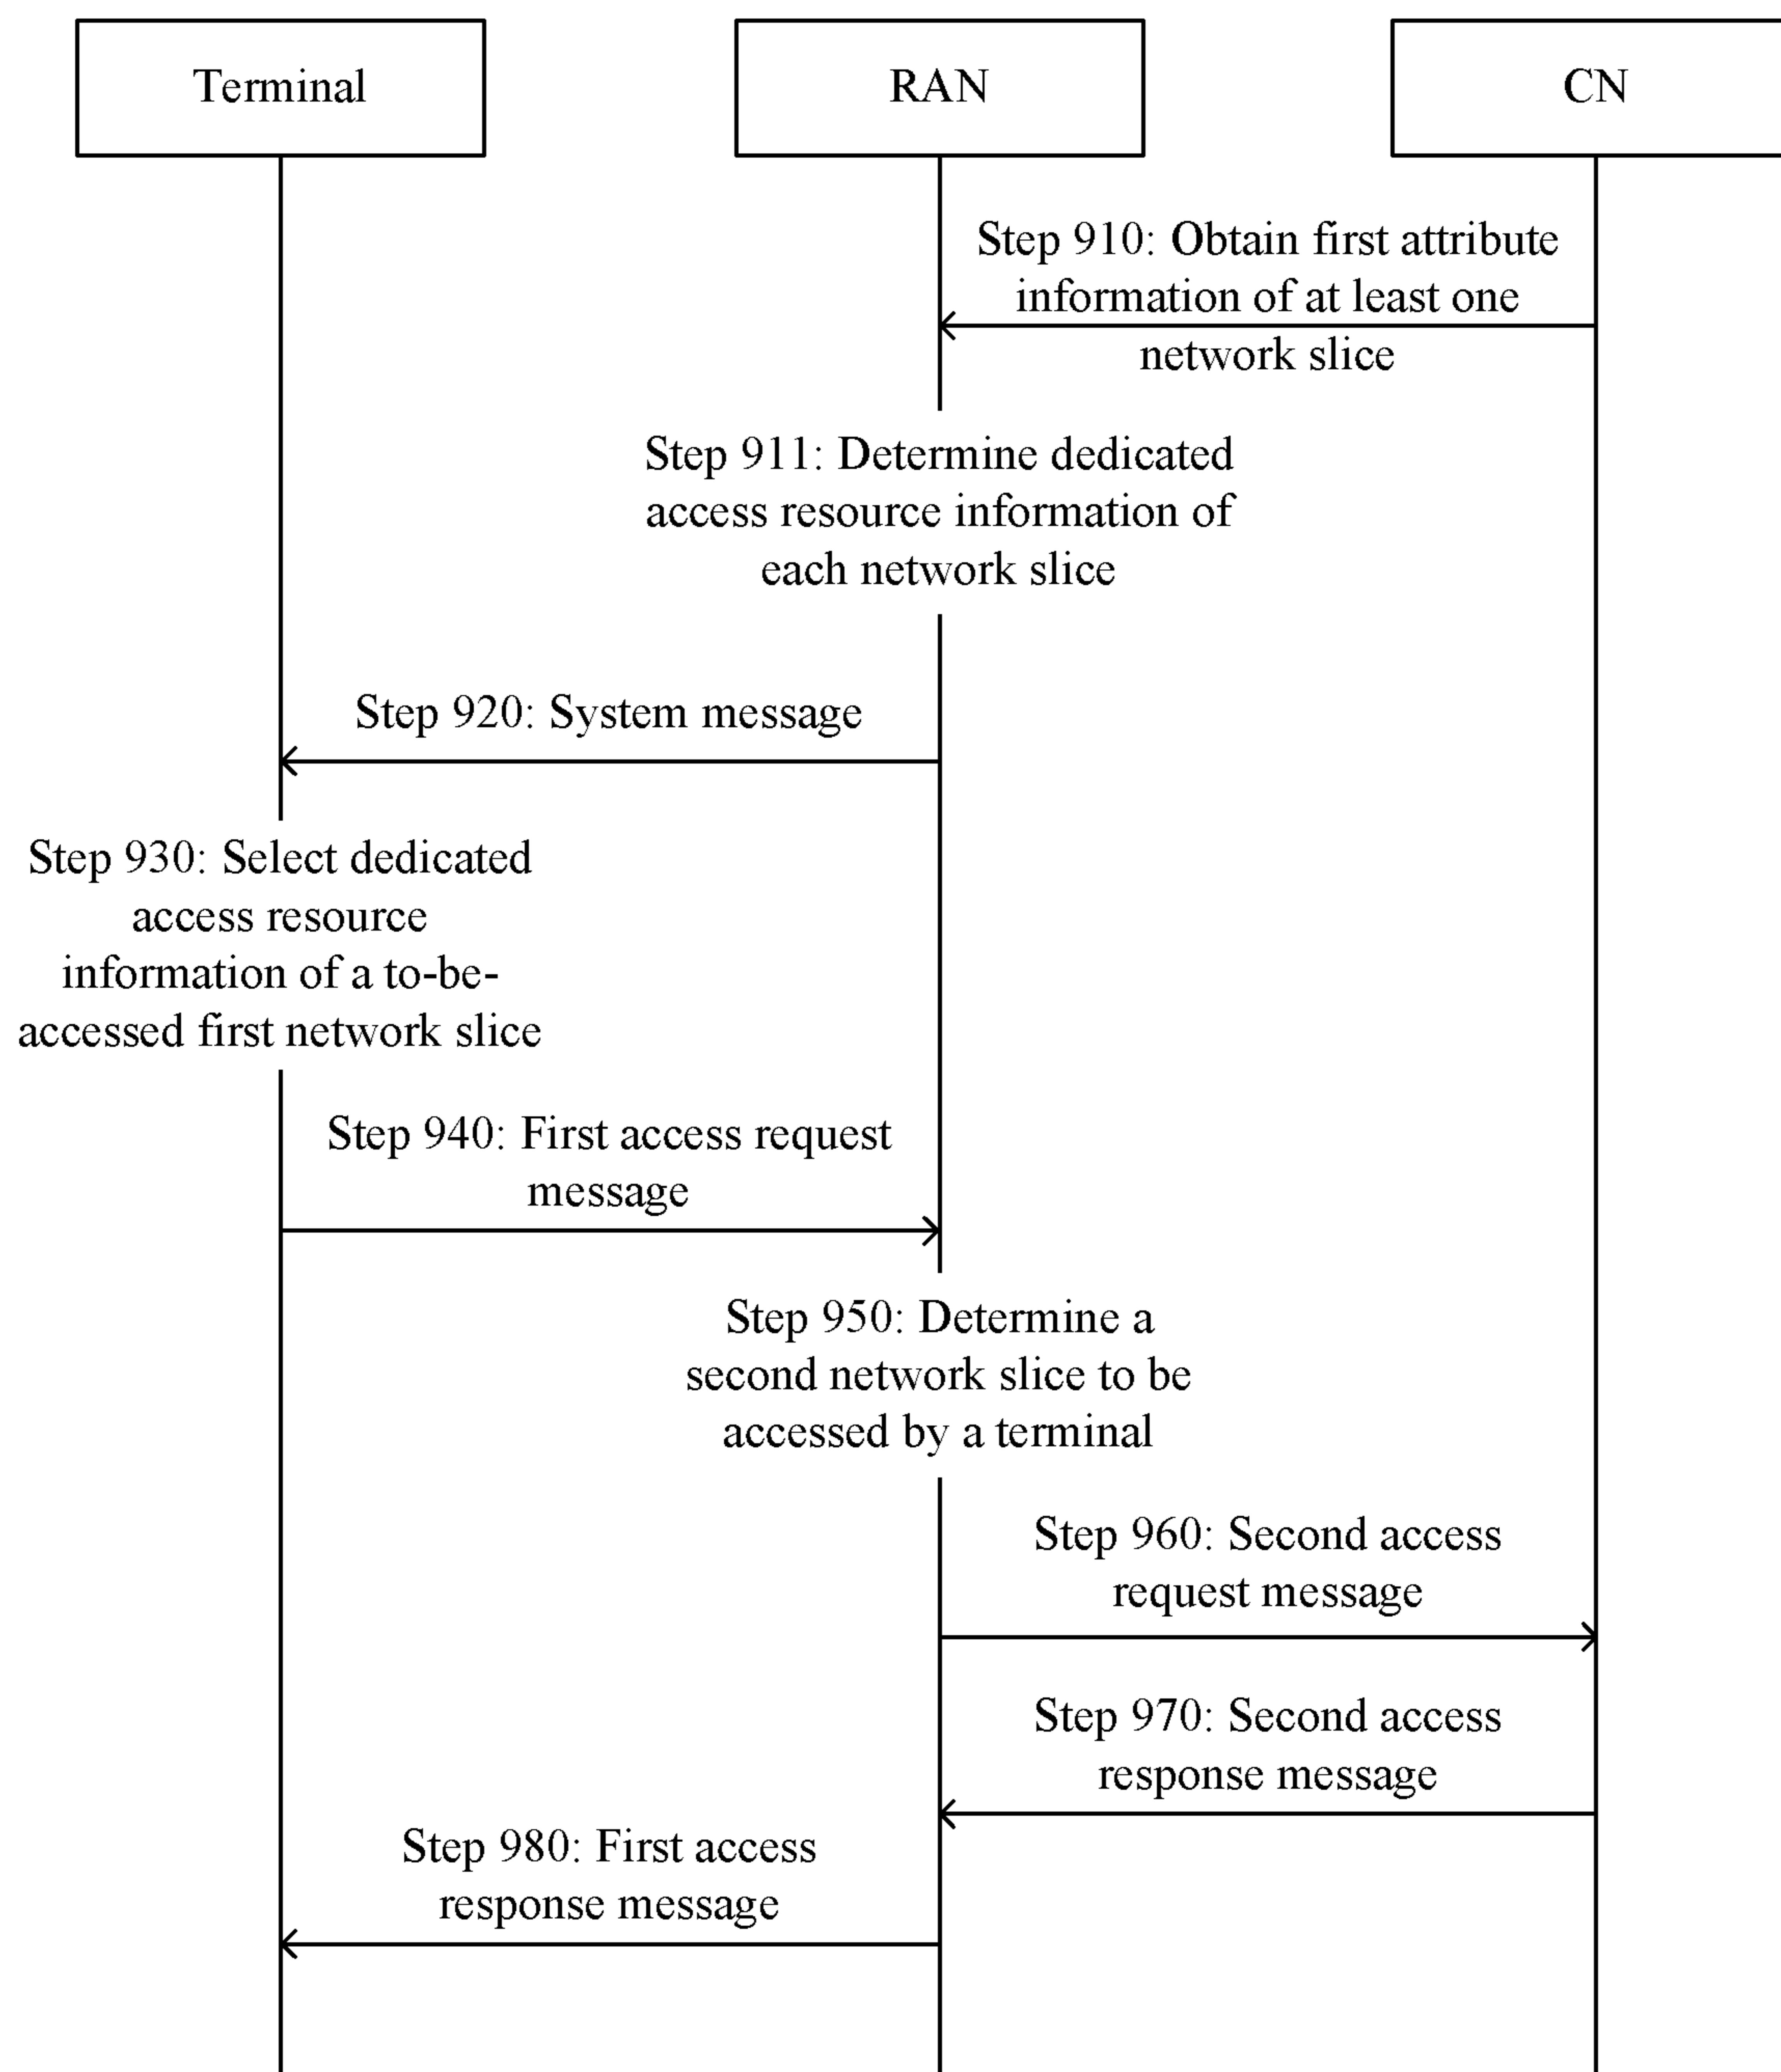 Terminal
RAN
CN
Step 910: Obtain first attribute
information of at least one
network slice
Step 911: Determine dedicated
access resource information of
each network slice
Step 920: System message
Step 930: Select dedicated
access resource
information of a to-be-
accessed first network slice
Step 940: First access request
message
Step 950: Determine a
second network slice to be
accessed by a terminal
Step 960: Second access
request message
Step 970: Second access
response message
Step 980: First access
response message